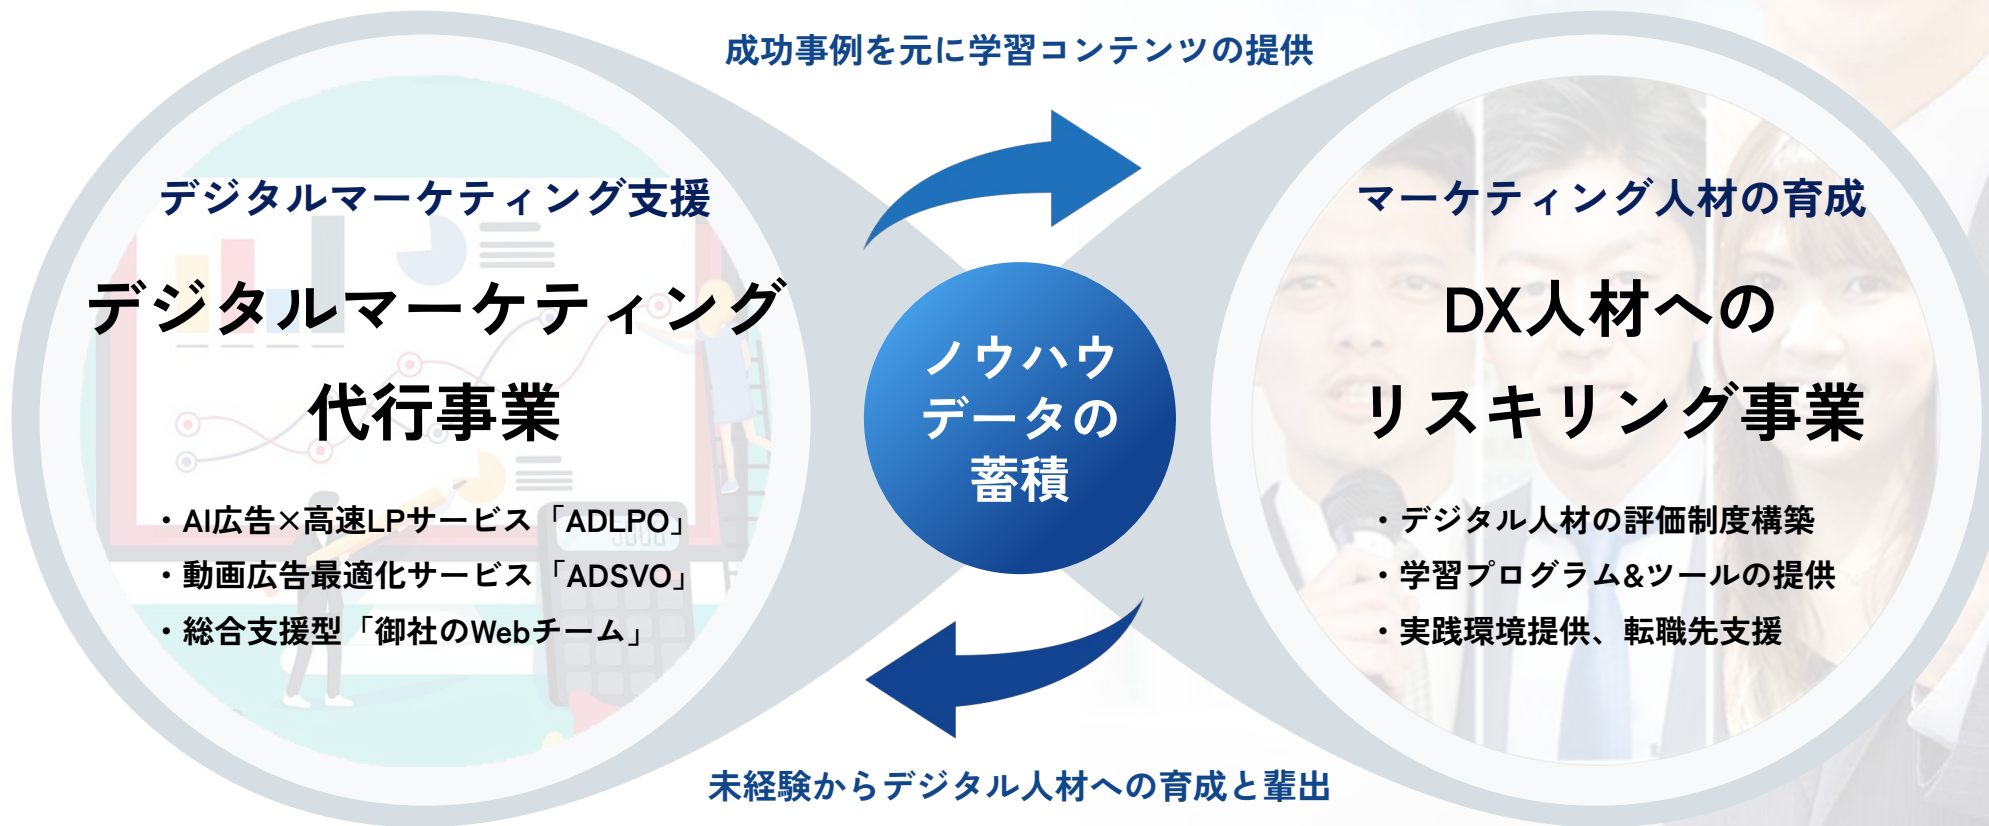 成功事例を元に学習コンテンツの提供
デジタルマーケティング支援
デジタルマーケティング
代行事業
・AI広告×高速LPサービス「ADLPO」
・動画広告最適化サービス「ADSVO」
・総合支援型「御社のWebチーム」
ノウハウ
データの
蓄積
マーケティング人材の育成
DX人材への
リスキリング事業
・デジタル人材の評価制度構築
・学習プログラム&ツールの提供
・実践環境提供、転職先支援
未経験からデジタル人材への育成と輩出